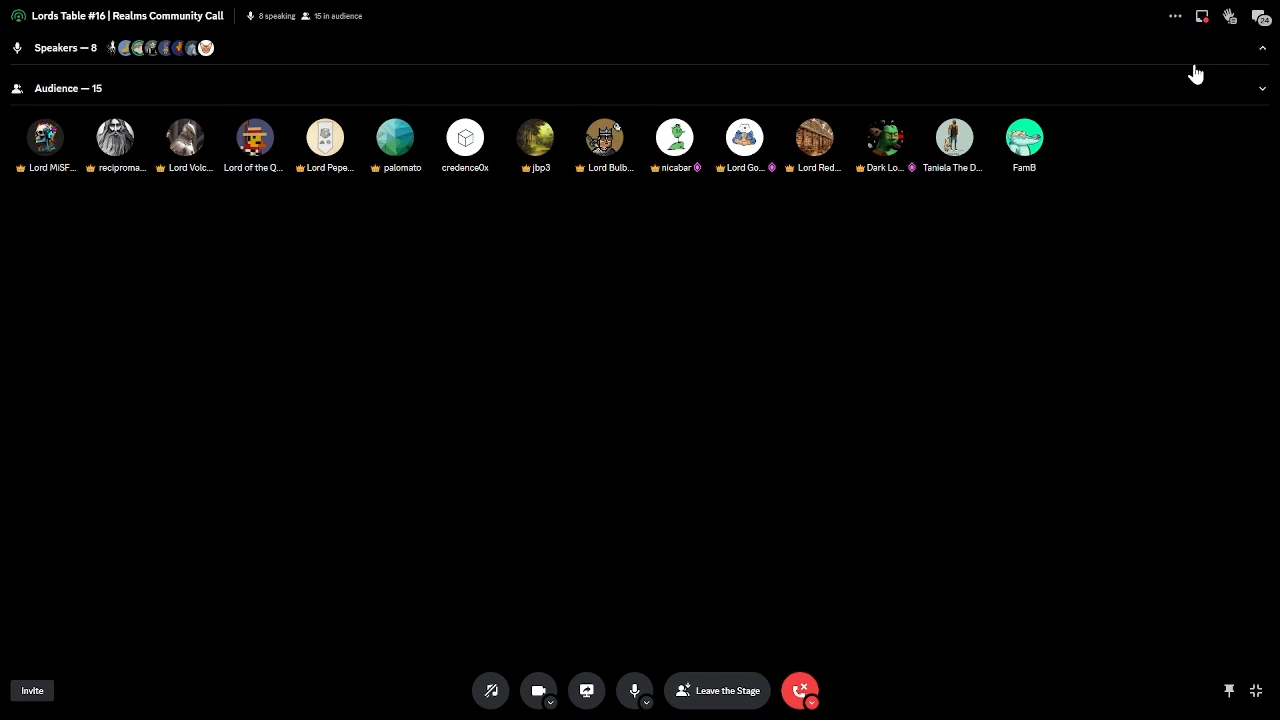 Lords Table #16 | Realms Community Call
8 speaking 15 in audience
24
Speakers — 8
Audience — 15
Lord MiSF... reciproma... Lord Volc... Lord of the Q... Lord Pepe... palomato credence0x jbp3 Lord Bulb... nicabar Lord Go... Lord Red... Dark Lo... Taniela The D... FamB
Invite
Leave the Stage